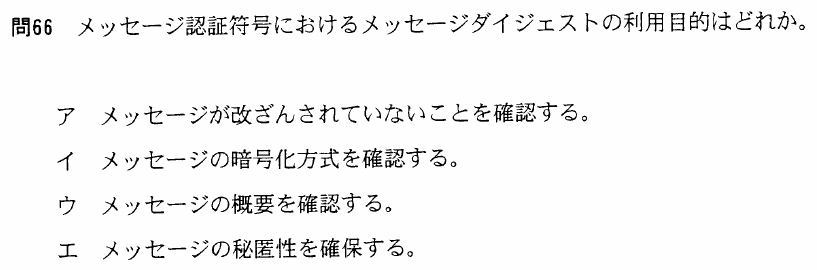 問66 メッセージ認証符号におけるメッセージダイジェストの利用目的はどれか。
ア メッセージが改ざんされていないことを確認する。
イ メッセージの暗号化方式を確認する。
ウ メッセージの概要を確認する。
エ メッセージの秘匿性を確保する。